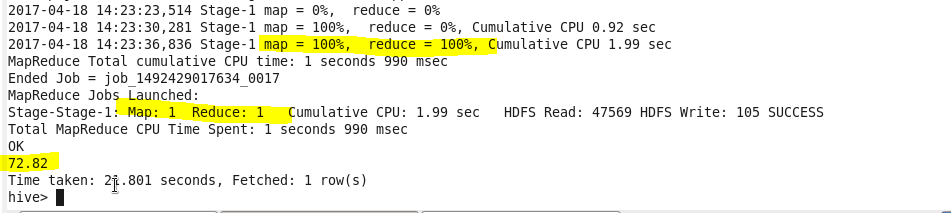 2017-04-18 14:23:23,514 Stage-1 map = 0%,  reduce = 0%
2017-04-18 14:23:30,281 Stage-1 map = 100%,  reduce = 0%, Cumulative CPU 0.92 sec
2017-04-18 14:23:36,836 Stage-1 map = 100%,  reduce = 100%, Cumulative CPU 1.99 sec
MapReduce Total cumulative CPU time: 1 seconds 990 msec
Ended Job = job_1492429017634_0017
MapReduce Jobs Launched:
Stage-Stage-1: Map: 1  Reduce: 1   Cumulative CPU: 1.99 sec   HDFS Read: 47569 HDFS Write: 105 SUCCESS
Total MapReduce CPU Time Spent: 1 seconds 990 msec
OK
72.82
Time taken: seconds, Fetched: 1 row(s)
hive>